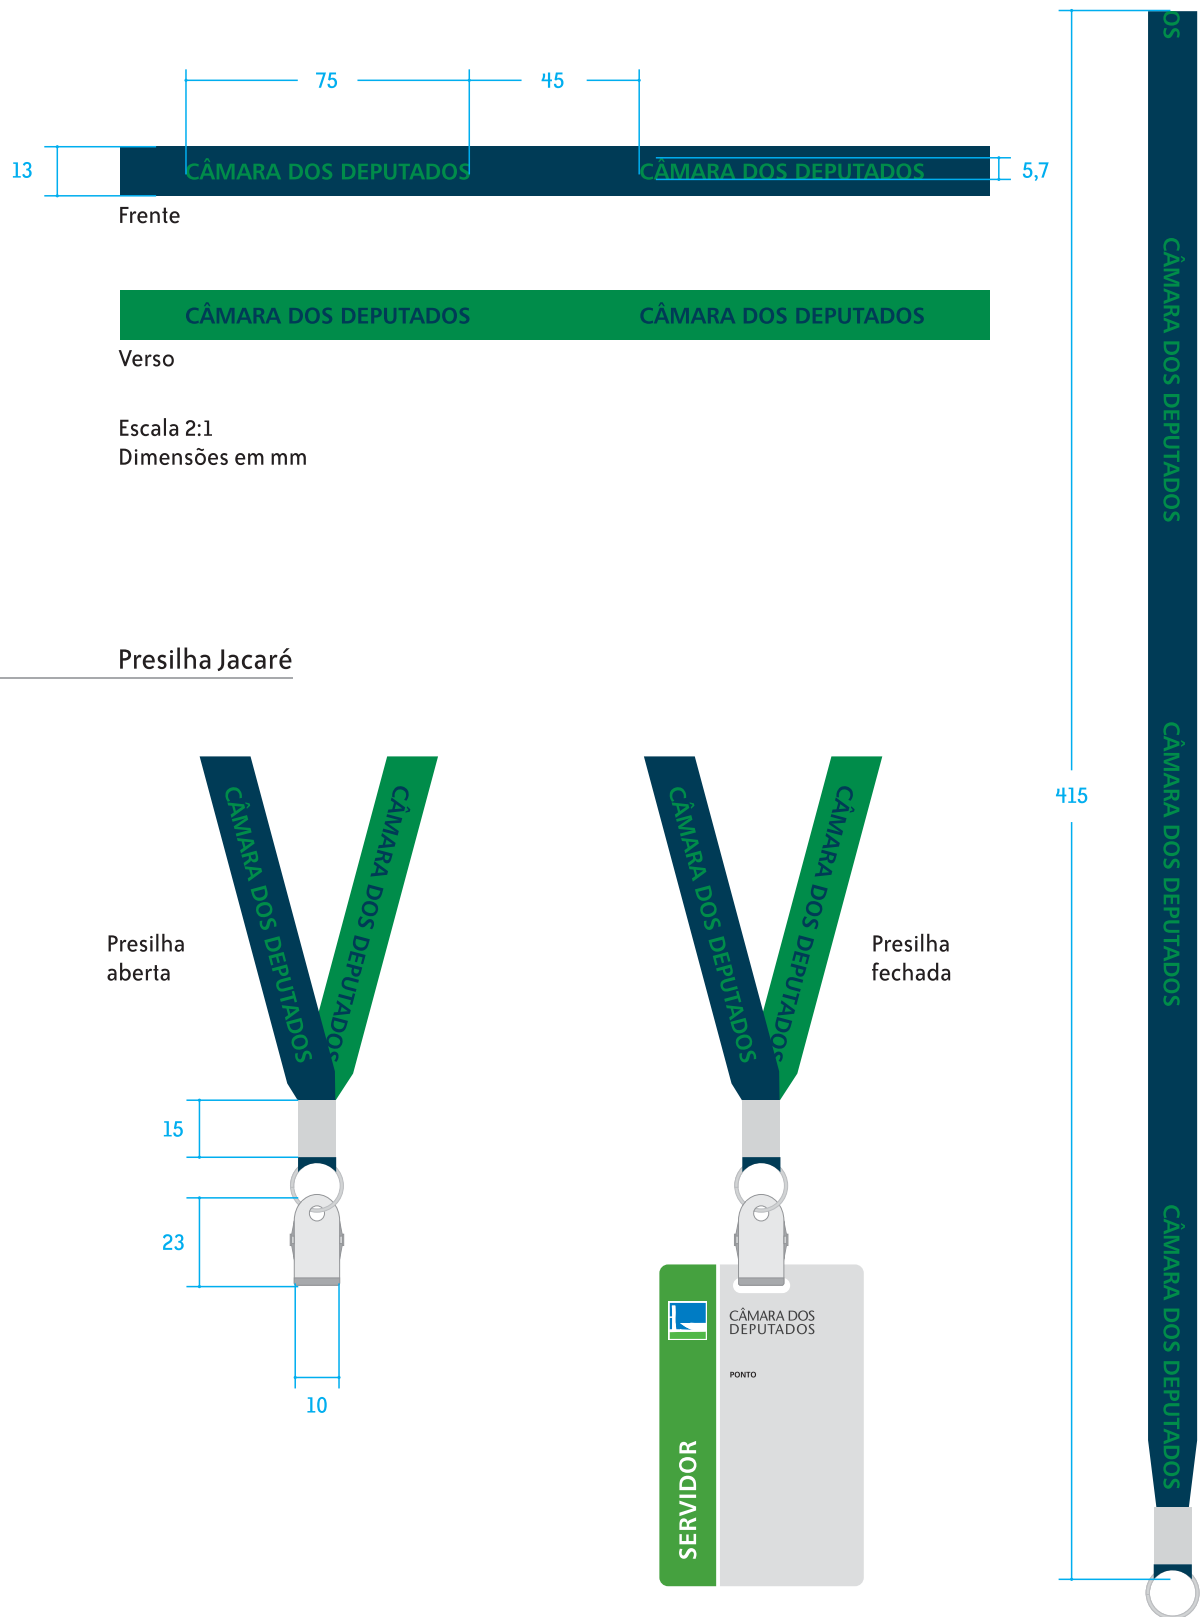 75
45
13
CÂMARA DOS DEPUTADOS
CÂMARA DOS DEPUTADOS
5,7
Frente
CÂMARA DOS DEPUTADOS
CÂMARA DOS DEPUTADOS
Verso
Escala 2:1
Dimensões em mm
Presilha Jacaré
CÂMARA DOS DEPUTADOS
CÂMARA DOS DEPUTADOS
Presilha
aberta
15
23
10
CÂMARA DOS DEPUTADOS
CÂMARA DOS DEPUTADOS
Presilha
fechada
CÂMARA DOS
DEPUTADOS
PONTO
SERVIDOR
415
OS
CÂMARA DOS DEPUTADOS
CÂMARA DOS DEPUTADOS
CÂMARA DOS DEPUTADOS